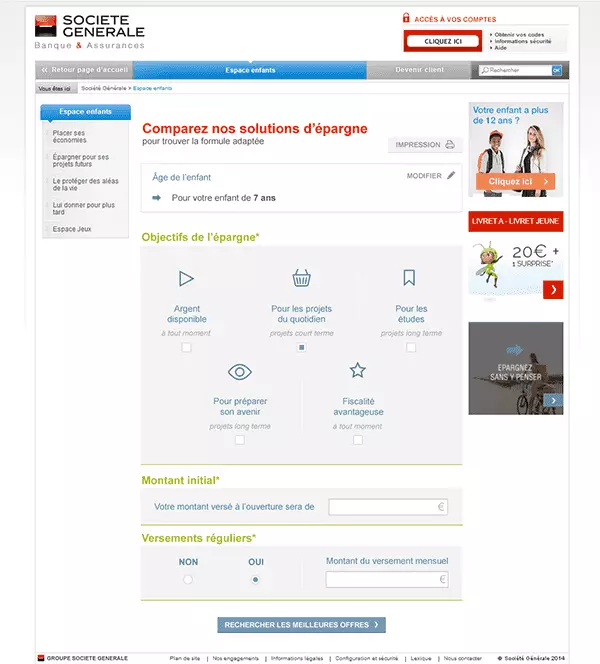 SOCIETE
GENERALE
Banque & Assurances
ACCÈS À VOS COMPTES
CLIQUEZ ICI
Obtenir vos codes
Informations sécurité
Aide
« Retour page d'accueil
Espace enfants
Devenir client
Rechercher
OK
Vous êtes ici
Société Générale > Espace enfants
Espace enfants
Placer ses
économies
Épargner pour ses
projets futurs
Le protéger des aléas
de la vie
Lui donner pour plus
tard
Espace Jeux
Comparez nos solutions d'épargne
pour trouver la formule adaptée
IMPRESSION
Âge de l'enfant
MODIFIER
Pour votre enfant de 7 ans
Objectifs de l'épargne*
Argent
disponible
à tout moment
Pour les projets
du quotidien
projets court terme
Pour les
études
projets long terme
Pour préparer
son avenir
projets long terme
Fiscalité
avantageuse
à tout moment
Montant initial*
Votre montant versé à l'ouverture sera de
€
Versements réguliers*
NON
OUI
Montant du versement mensuel
€
RECHERCHER LES MEILLEURES OFFRES
Votre enfant a plus
de 12 ans ?
Cliquez ici
LIVRET A - LIVRET JEUNE
20€ +
1 SURPRISE*
EPARGNEZ
SANS Y PENSER
GROUPE SOCIETE GENERALE
Plan de site | Nos engagements | Informations légales | Configuration et sécurité | Lexique | Nous contacter
© Société Générale 2014